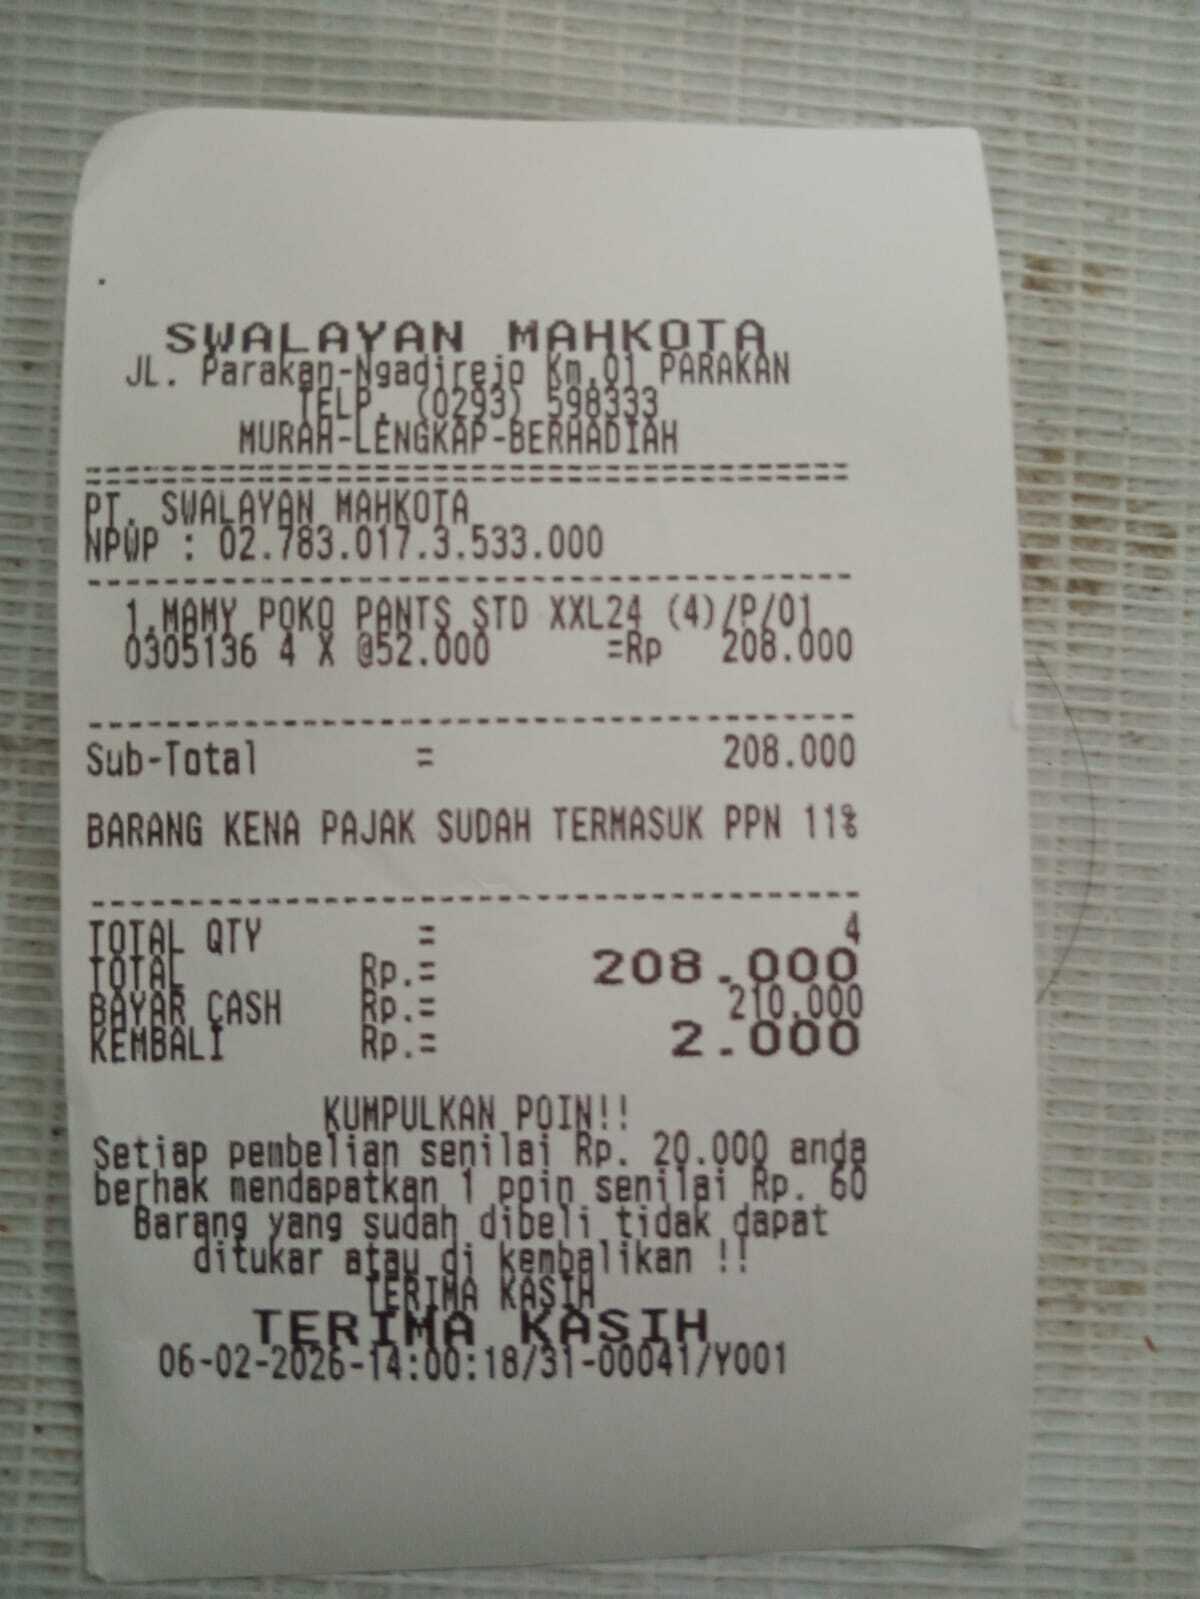 SWALAYAN MAHKOTA
JL. Parakan-Ngadirejo Km.01 PARAKAN
TELP. (0293) 598333
MURAH-LENGKAP-BERHADIAH
========================================
PT. SWALAYAN MAHKOTA
NPWP : 02.783.017.3.533.000
----------------------------------------
1.MAMY POKO PANTS STD XXL24 (4)/P/01
0305136 4 X @52.000 =Rp 208.000
----------------------------------------
Sub-Total = 208.000
BARANG KENA PAJAK SUDAH TERMASUK PPN 11%
----------------------------------------
TOTAL QTY = 4
TOTAL Rp.= 208.000
BAYAR CASH Rp.= 210.000
KEMBALI Rp.= 2.000
KUMPULKAN POIN!!
Setiap pembelian senilai Rp. 20.000 anda
berhak mendapatkan 1 poin senilai Rp. 60
Barang yang sudah dibeli tidak dapat
ditukar atau di kembalikan !!
TERIMA KASIH
TERIMA KASIH
06-02-2026-14:00:18/31-00041/Y001